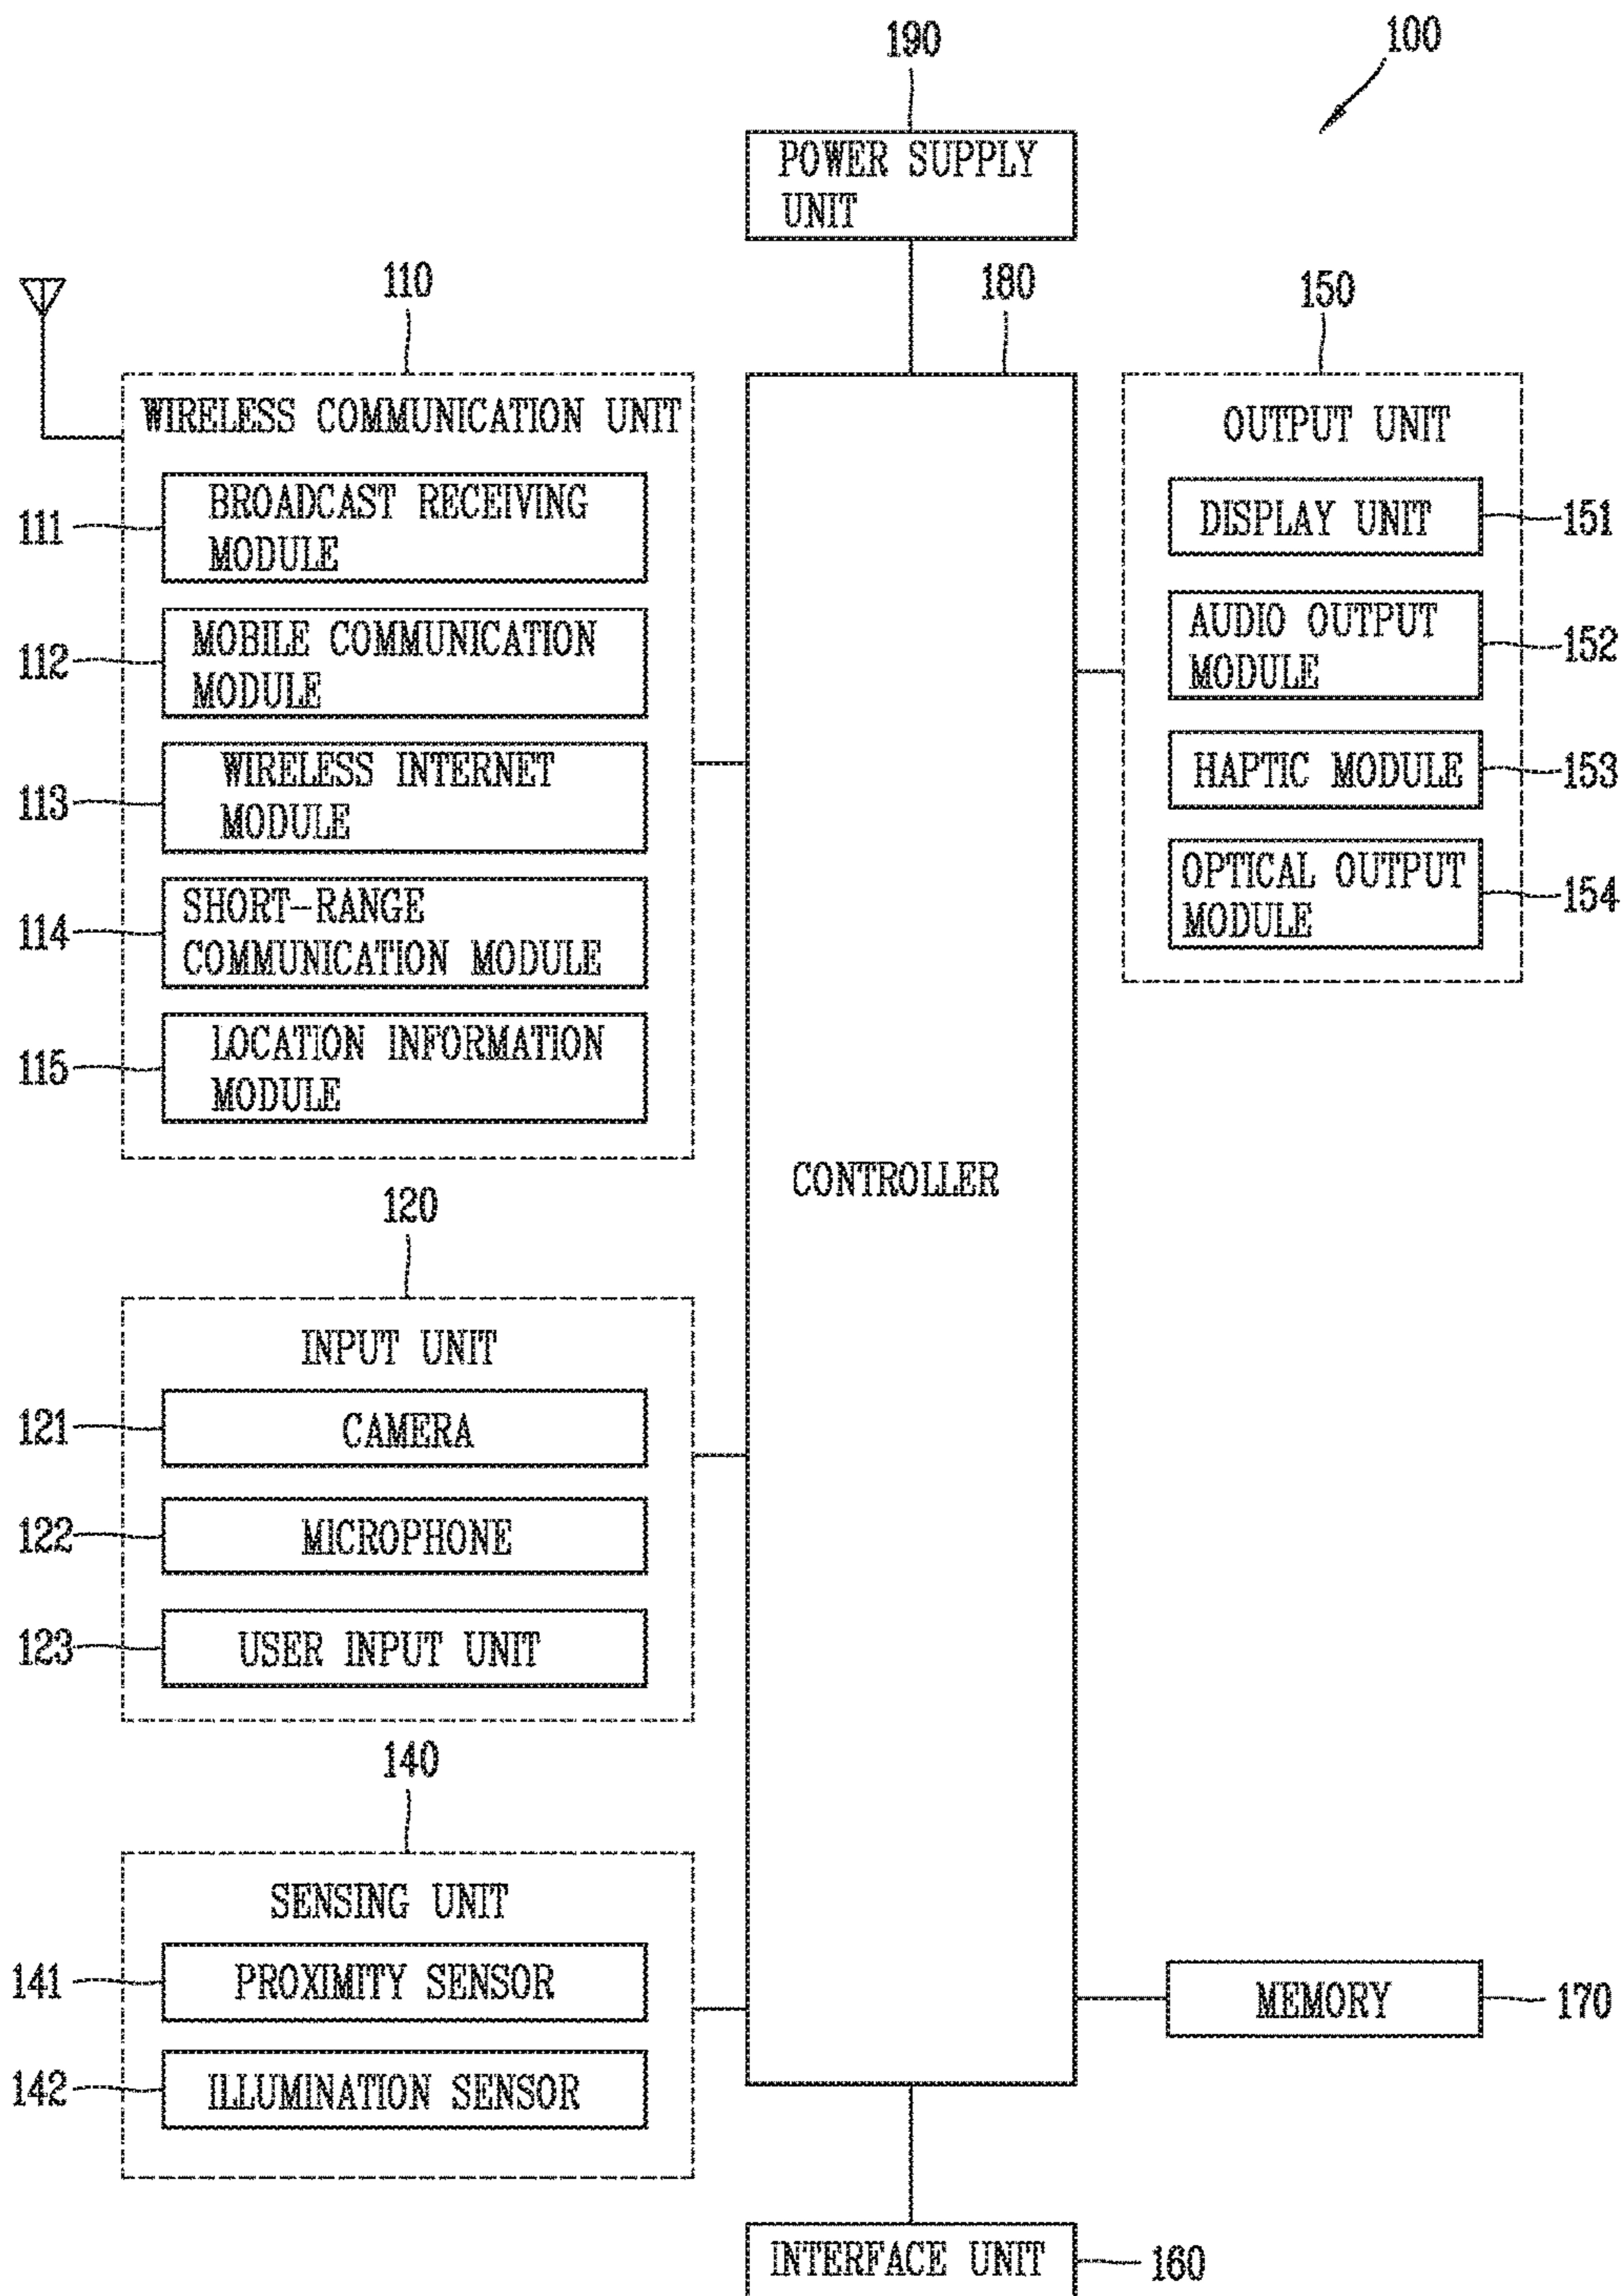 190
100
POWER SUPPLY
UNIT
110
180
150
WIRELESS COMMUNICATION UNIT
111
BROADCAST RECEIVING
MODULE
112
MOBILE COMMUNICATION
MODULE
113
WIRELESS INTERNET
MODULE
114
SHORT-RANGE
COMMUNICATION MODULE
115
LOCATION INFORMATION
MODULE
120
INPUT UNIT
121
CAMERA
122
MICROPHONE
123
USER INPUT UNIT
140
SENSING UNIT
141
PROXIMITY SENSOR
142
ILLUMINATION SENSOR
CONTROLLER
OUTPUT UNIT
DISPLAY UNIT
151
AUDIO OUTPUT
MODULE
152
HAPTIC MODULE
153
OPTICAL OUTPUT
MODULE
154
MEMORY
170
INTERFACE UNIT
160